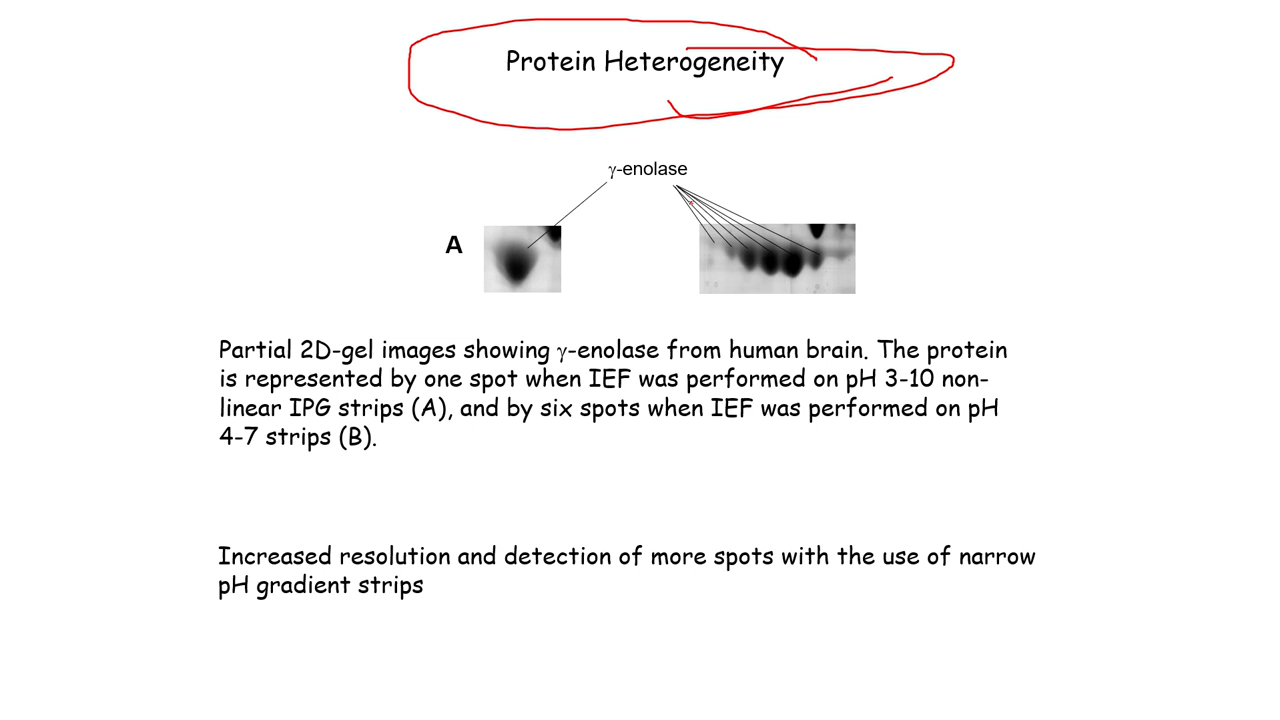 Protein Heterogeneity
γ-enolase
A
Partial 2D-gel images showing γ-enolase from human brain. The protein
is represented by one spot when IEF was performed on pH 3-10 non-
linear IPG strips (A), and by six spots when IEF was performed on pH
4-7 strips (B).
Increased resolution and detection of more spots with the use of narrow
pH gradient strips